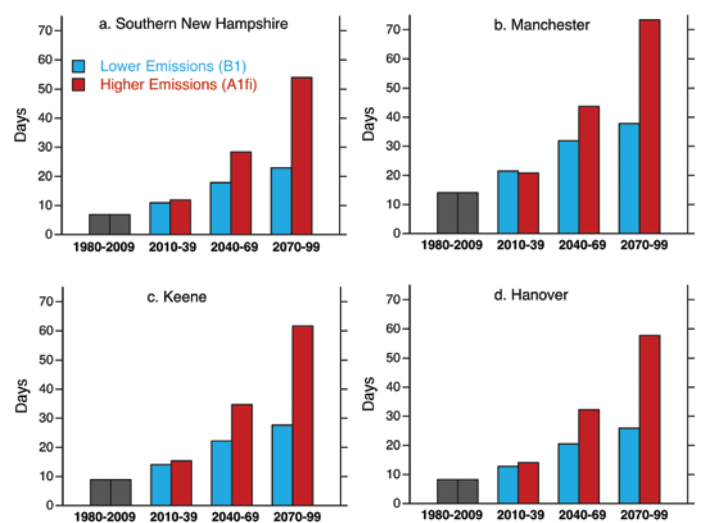 a. Southern New Hampshire
Lower Emissions (B1)
Higher Emissions (A1fi)
Days
70
60
50
40
30
20
10
0
1980-2009 2010-39 2040-69 2070-99
b. Manchester
Days
70
60
50
40
30
20
10
0
1980-2009 2010-39 2040-69 2070-99
c. Keene
Days
70
60
50
40
30
20
10
0
1980-2009 2010-39 2040-69 2070-99
d. Hanover
Days
70
60
50
40
30
20
10
0
1980-2009 2010-39 2040-69 2070-99